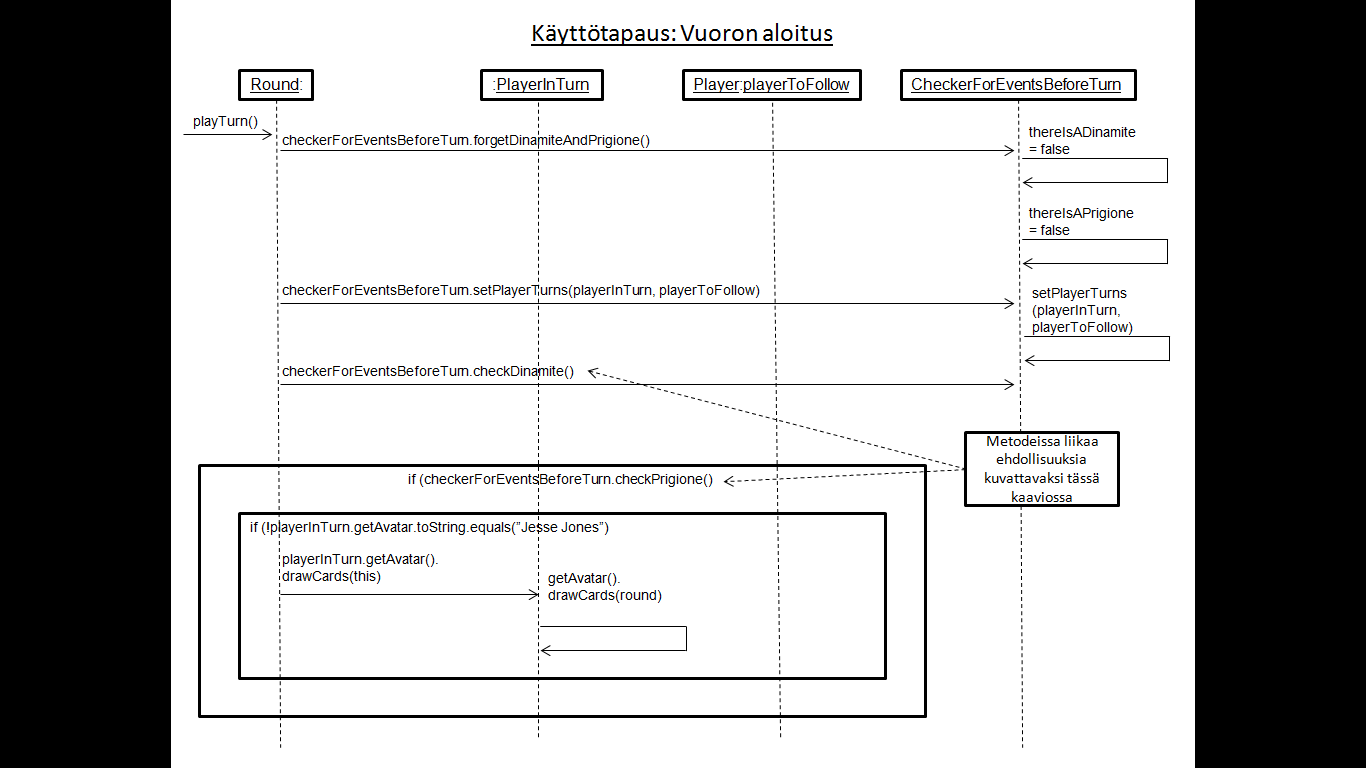 Käyttötapaus: Vuoron aloitus
Round:
:PlayerInTurn
Player:playerToFollow
CheckerForEventsBeforeTurn
playTurn()
checkerForEventsBeforeTurn.forgetDinamiteAndPrigione()
thereIsADinamite
= false
thereIsAPrigione
= false
checkerForEventsBeforeTurn.setPlayerTurns(playerInTurn, playerToFollow)
setPlayerTurns
(playerInTurn,
playerToFollow)
checkerForEventsBeforeTurn.checkDinamite()
Metodeissa liikaa
ehdollisuuksia
kuvattavaksi tässä
kaaviossa
if (checkerForEventsBeforeTurn.checkPrigione()
if (!playerInTurn.getAvatar.toString.equals(”Jesse Jones”)
playerInTurn.getAvatar().
drawCards(this)
getAvatar().
drawCards(round)